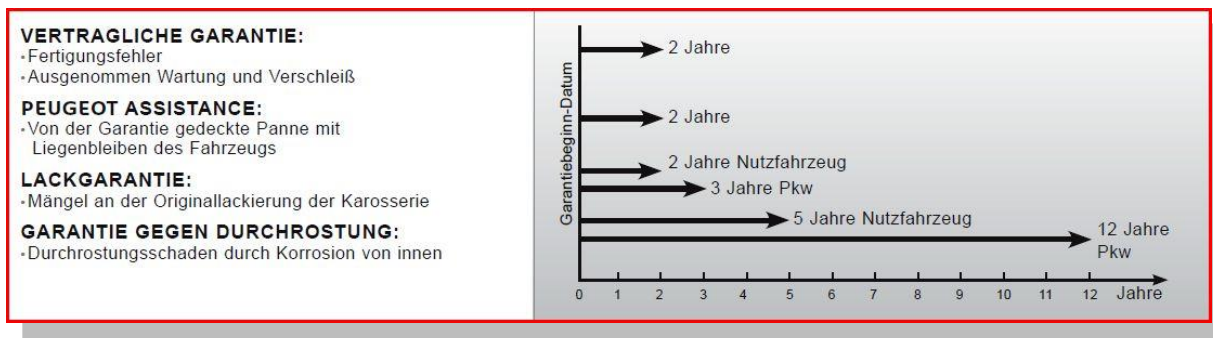 VERTRAGLICHE GARANTIE:
·Fertigungsfehler
·Ausgenommen Wartung und Verschleiß
PEUGEOT ASSISTANCE:
·Von der Garantie gedeckte Panne mit
Liegenbleiben des Fahrzeugs
LACKGARANTIE:
·Mängel an der Originallackierung der Karosserie
GARANTIE GEGEN DURCHROSTUNG:
·Durchrostungsschaden durch Korrosion von innen
Garantiebeginn-Datum
2 Jahre
2 Jahre
2 Jahre Nutzfahrzeug
3 Jahre Pkw
5 Jahre Nutzfahrzeug
12 Jahre
Pkw
0 1 2 3 4 5 6 7 8 9 10 11 12 Jahre